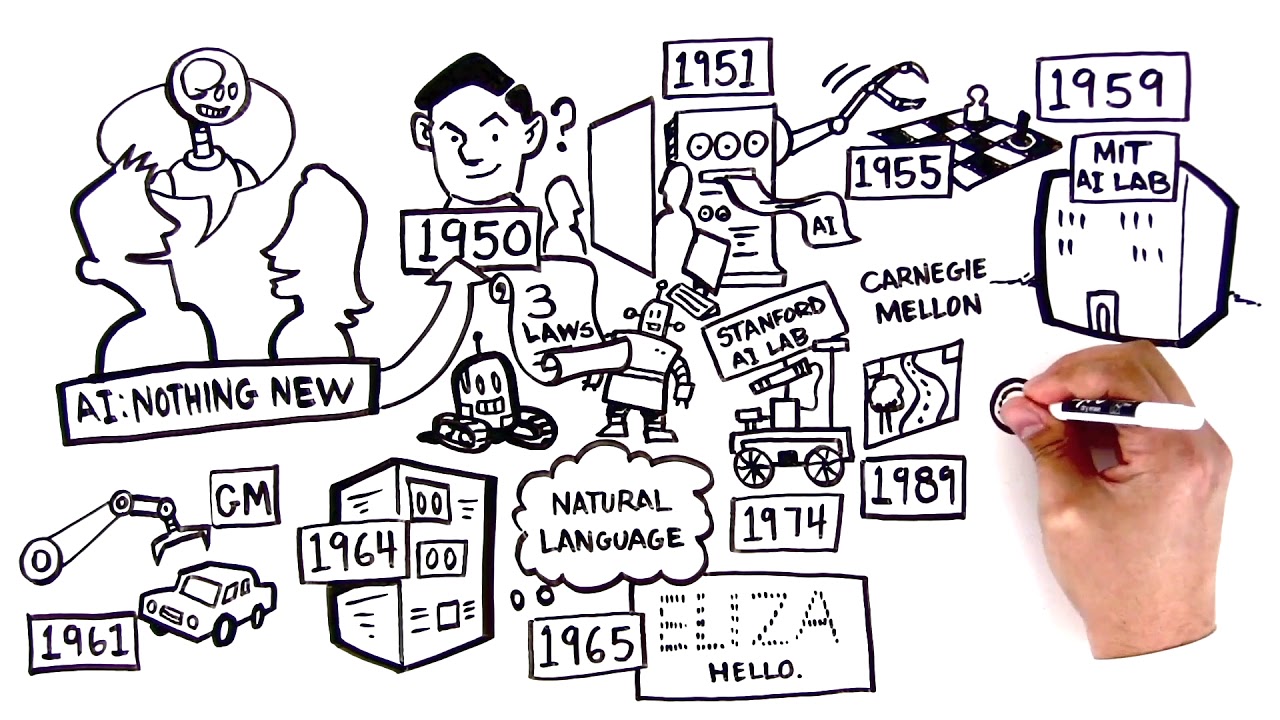 AI: NOTHING NEW
1950
3
LAWS
1951
AI
1955
1959
MIT
AI LAB
CARNEGIE
MELLON
STANFORD
AI LAB
1974
1989
GM
1961
1964
NATURAL
LANGUAGE
1965
ELIZA
HELLO.